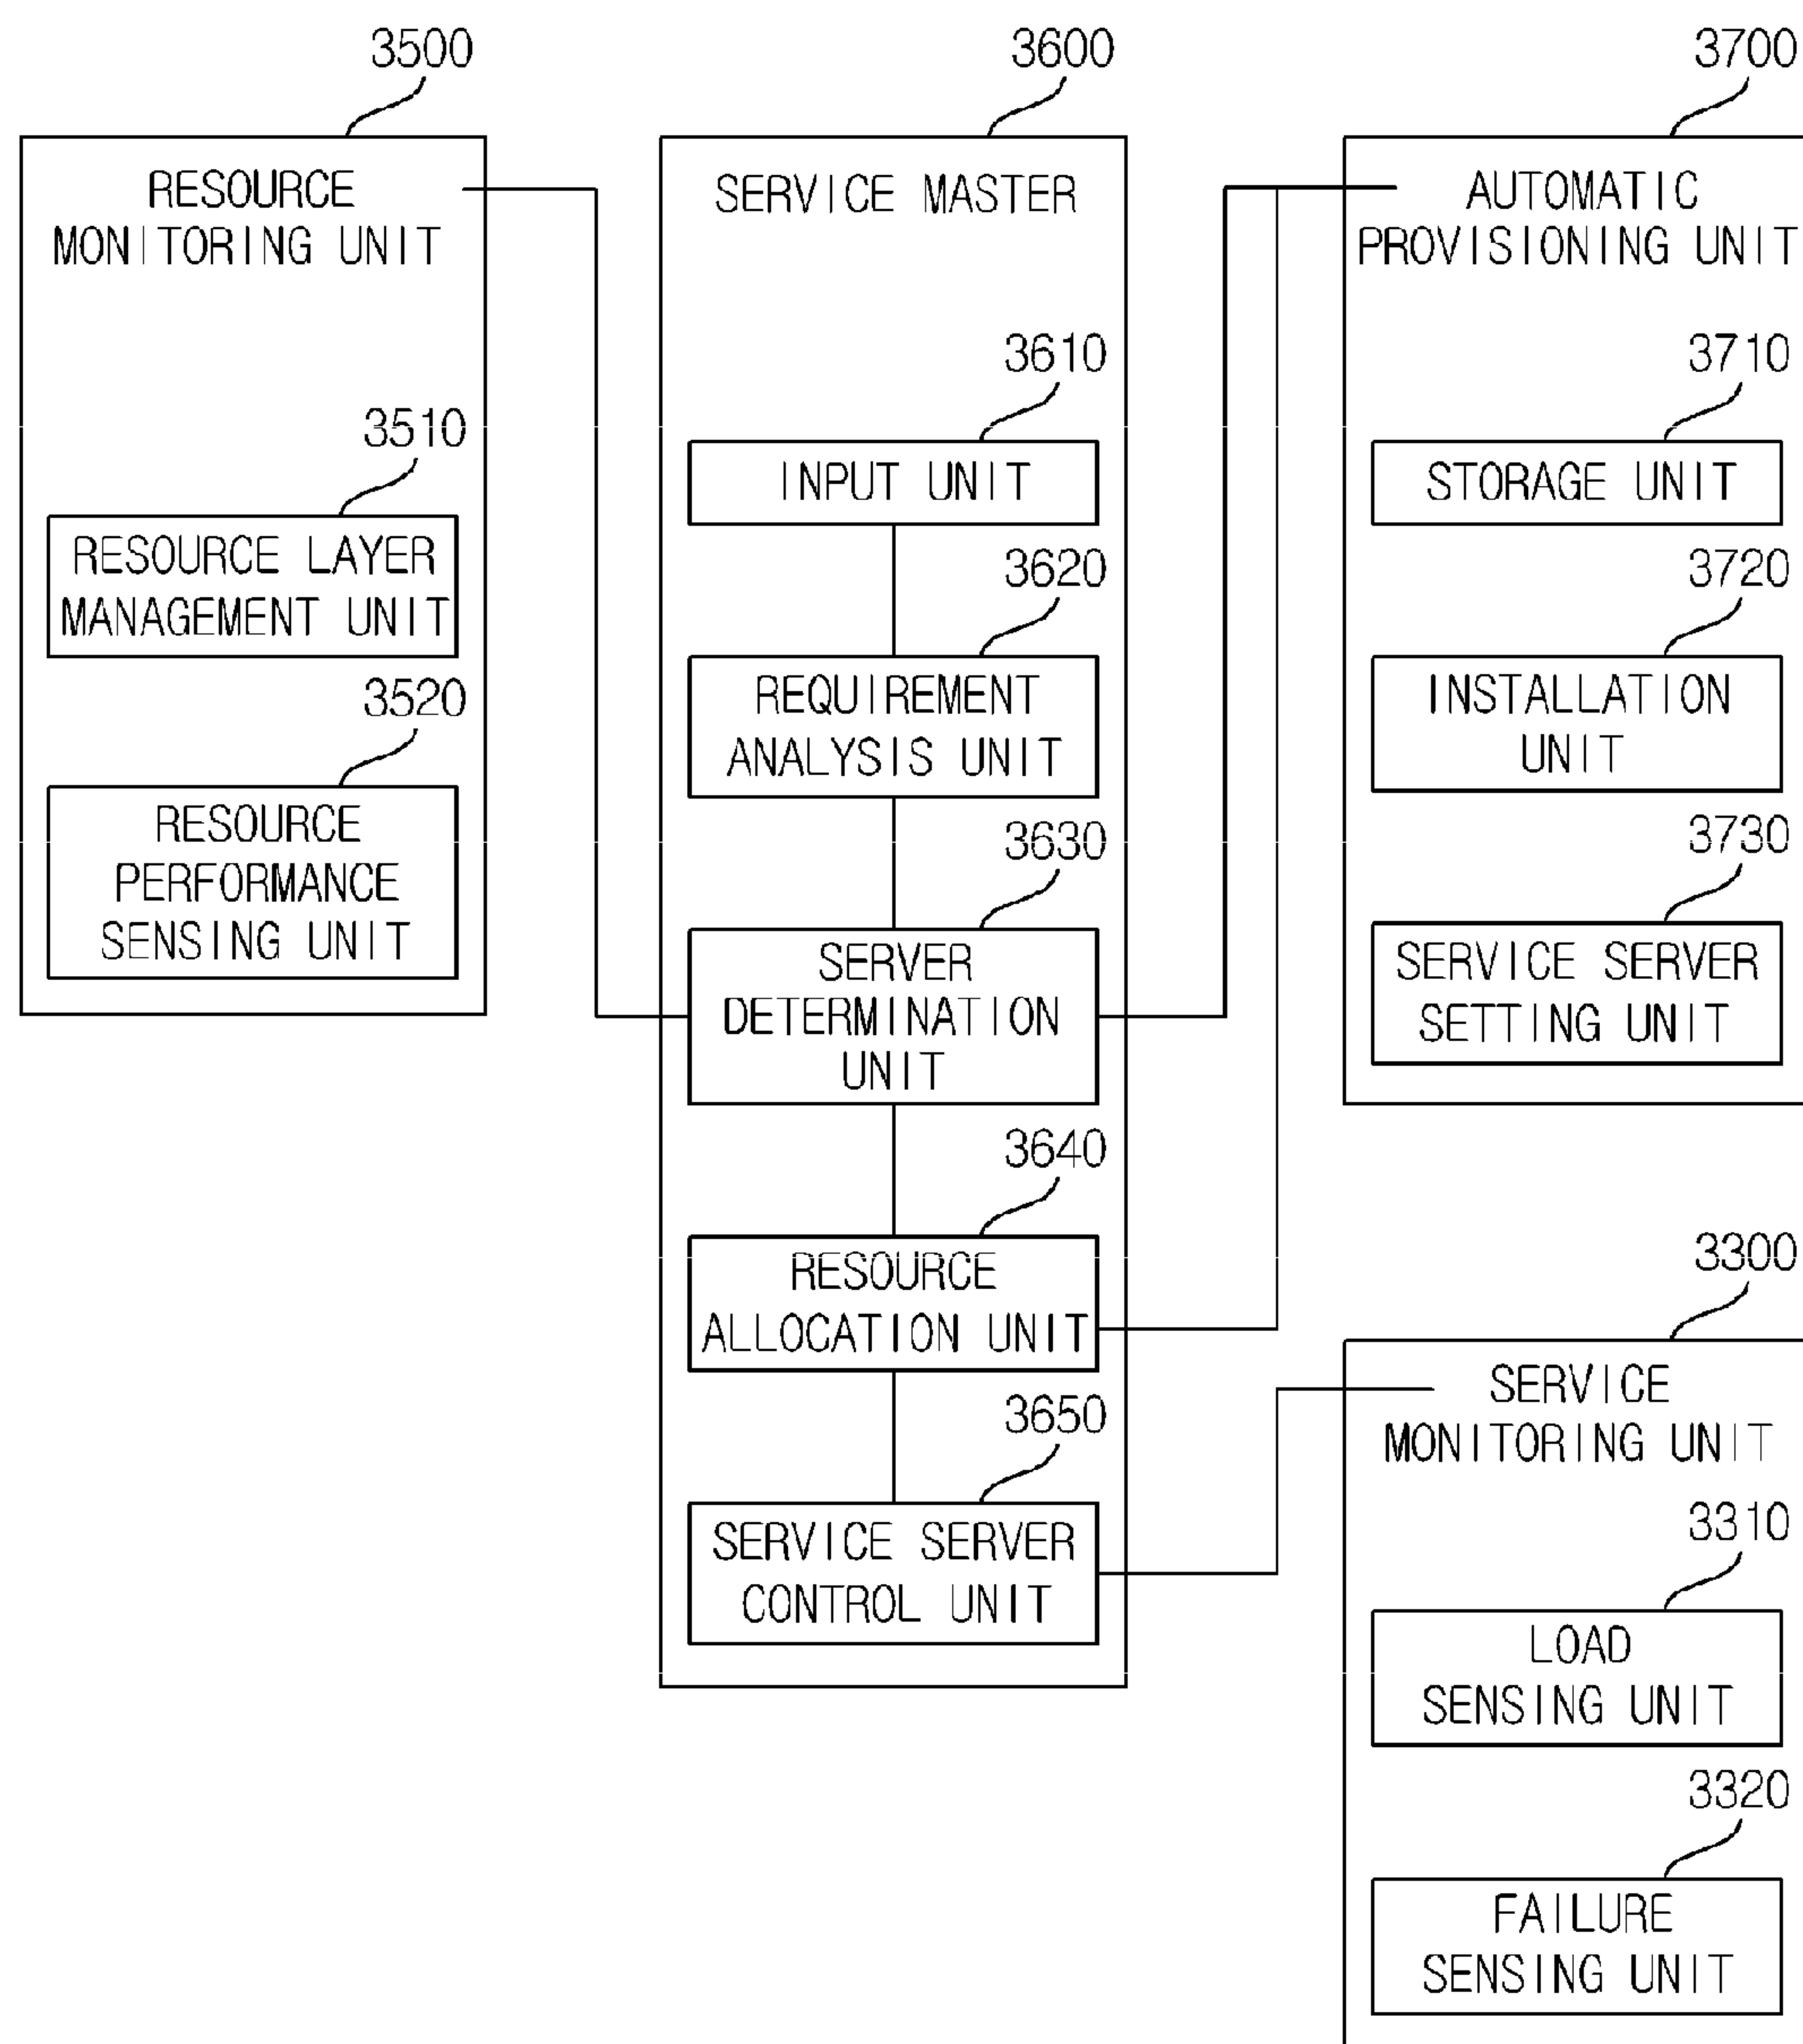 3500
RESOURCE
MONITORING UNIT
3510
RESOURCE LAYER
MANAGEMENT UNIT
3520
RESOURCE
PERFORMANCE
SENSING UNIT
3600
SERVICE MASTER
3610
INPUT UNIT
3620
REQUIREMENT
ANALYSIS UNIT
3630
SERVER
DETERMINATION
UNIT
3640
RESOURCE
ALLOCATION UNIT
3650
SERVICE SERVER
CONTROL UNIT
3700
AUTOMATIC
PROVISIONING UNIT
3710
STORAGE UNIT
3720
INSTALLATION
UNIT
3730
SERVICE SERVER
SETTING UNIT
3300
SERVICE
MONITORING UNIT
3310
LOAD
SENSING UNIT
3320
FAILURE
SENSING UNIT